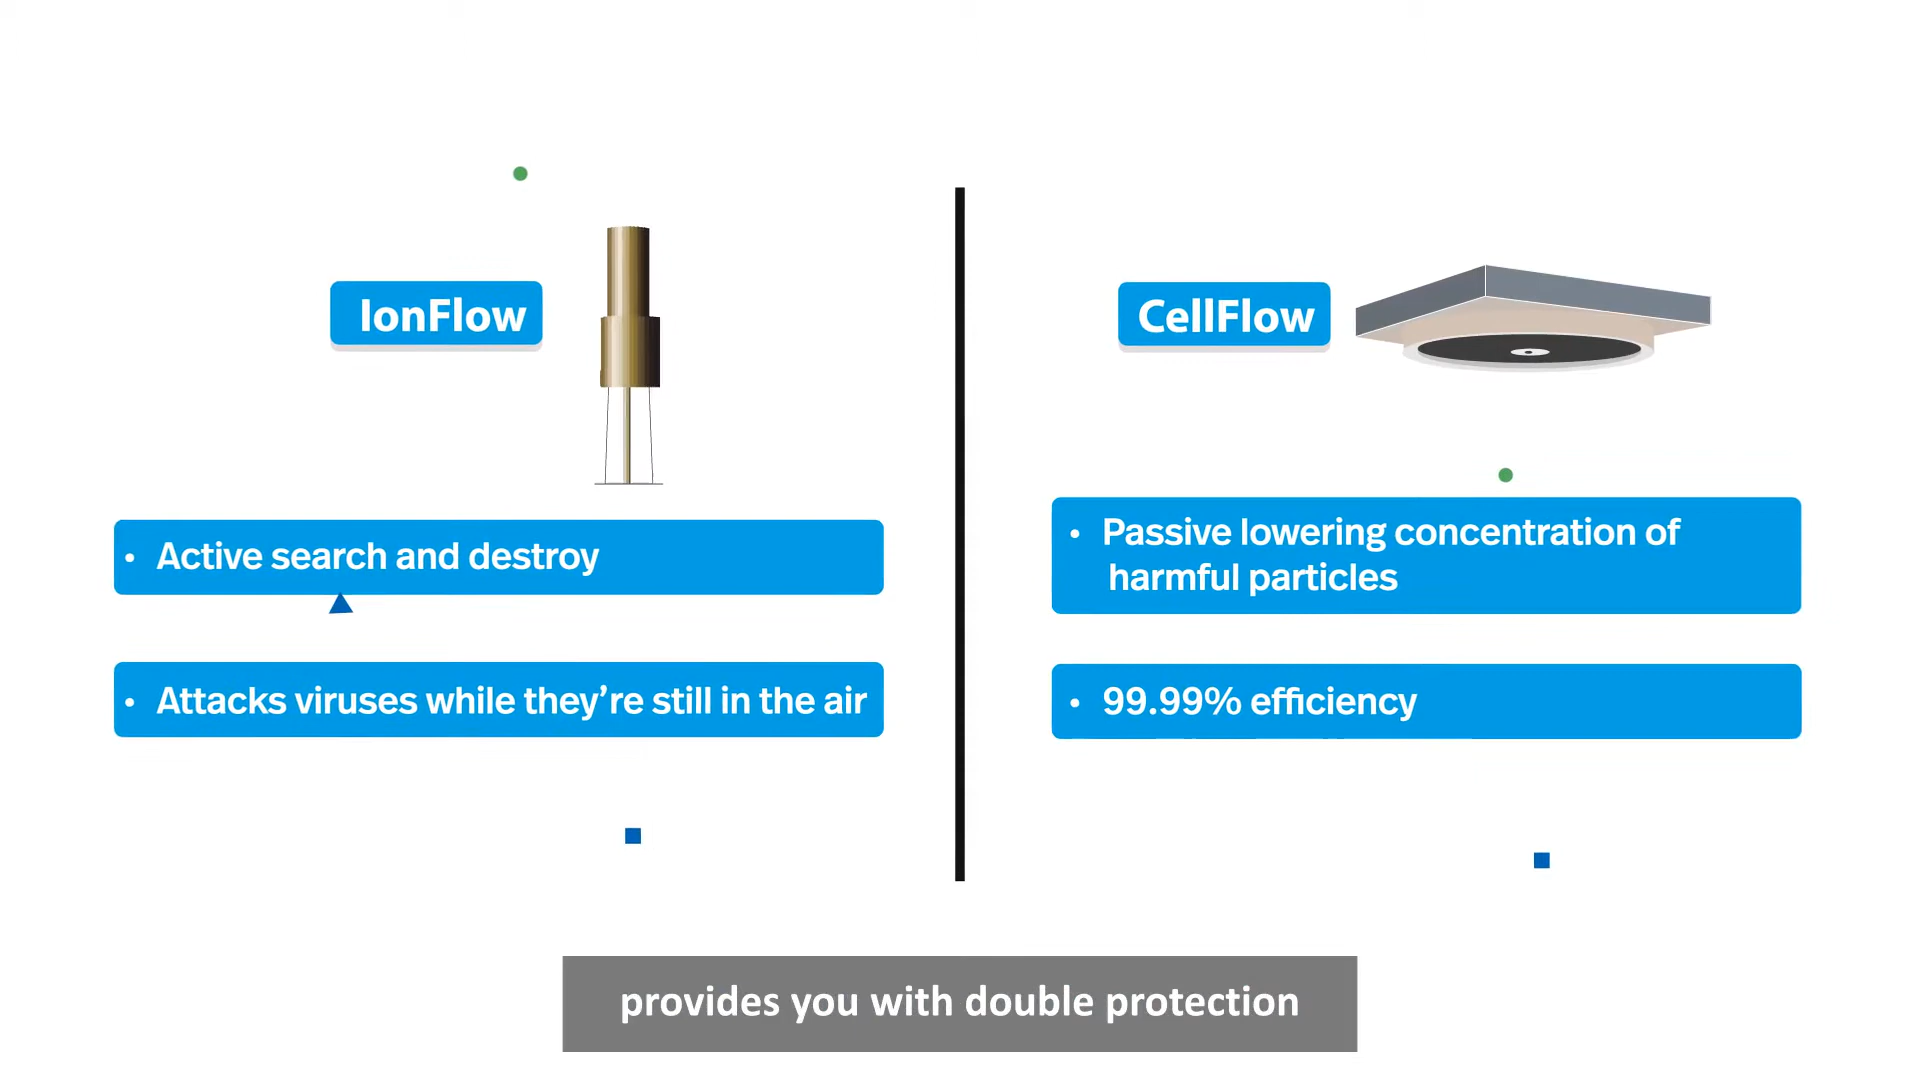 IonFlow
• Active search and destroy
• Attacks viruses while they’re still in the air
CellFlow
• Passive lowering concentration of
harmful particles
• 99.99% efficiency
provides you with double protection